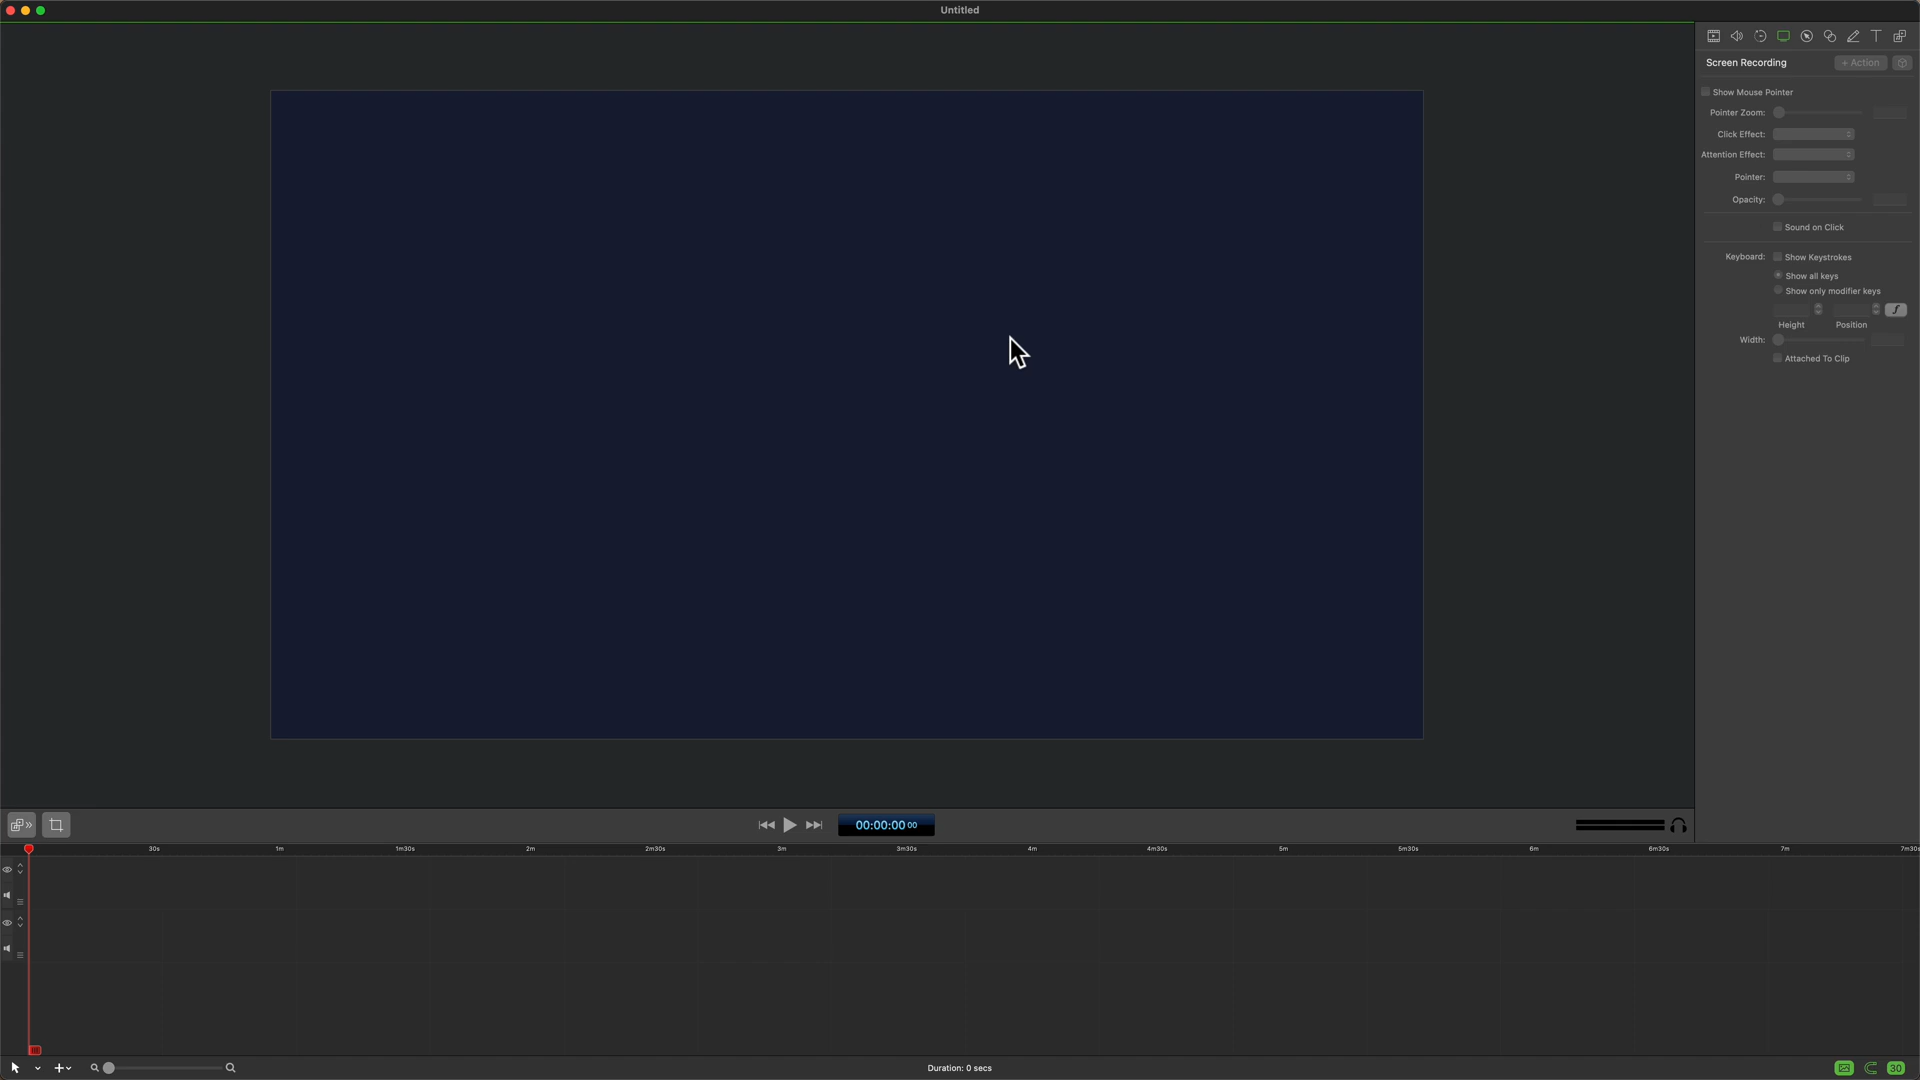 Untitled
Screen Recording
+ Action
Show Mouse Pointer
Pointer Zoom:
Click Effect:
Attention Effect:
Pointer:
Opacity:
Sound on Click
Keyboard: Show Keystrokes
Show all keys
Show only modifier keys
Height Position
Width:
Attached To Clip
00:00:00 00
30s 1m 1m30s 2m 2m30s 3m 3m30s 4m 4m30s 5m 5m30s 6m 6m30s 7m 7m30s
Duration: 0 secs
30